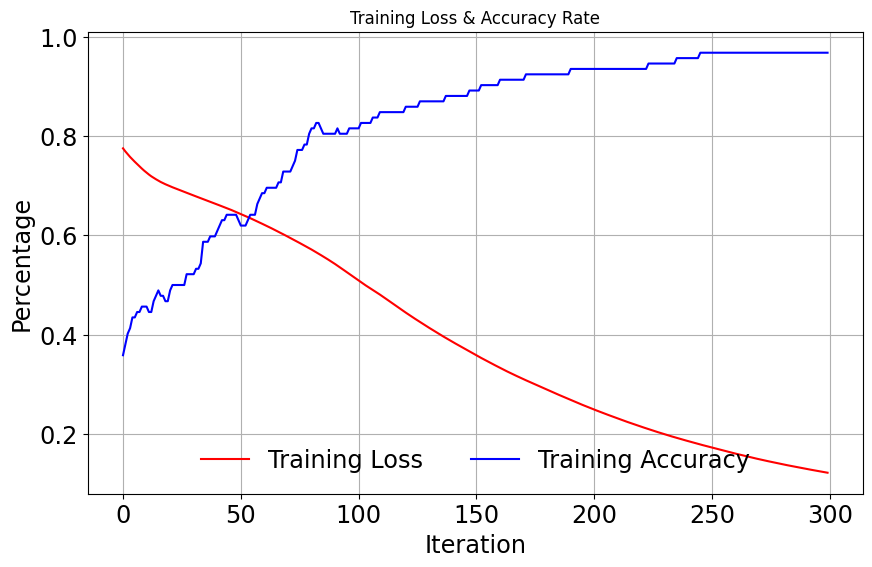 Training Loss & Accuracy Rate
1.0
0.8
0.6
0.4
0.2
Percentage
Training Loss
Training Accuracy
0 50 100 150 200 250 300
Iteration